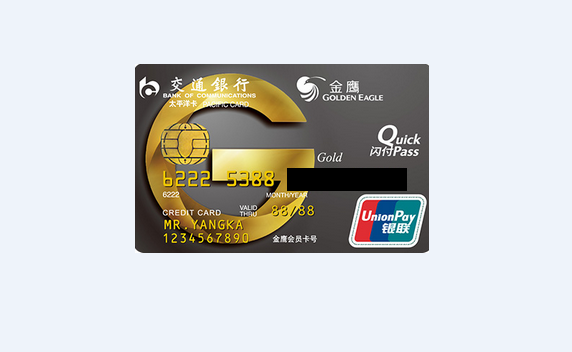 交通銀行 金鹰
BANK OF COMMUNICATIONS GOLDEN EAGLE
太平洋卡 PACIFIC CARD
Quick
闪付Pass
Gold
6222 5388
6222 MONTH/YEAR
CREDIT CARD VALID THRU 88/88
UnionPay
银联
MR.YANGKA
1234567890 金鹰会员卡号